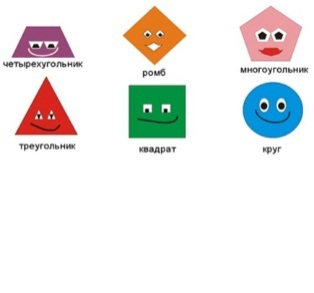 четырехугольник
ромб
многоугольник
треугольник
квадрат
круг